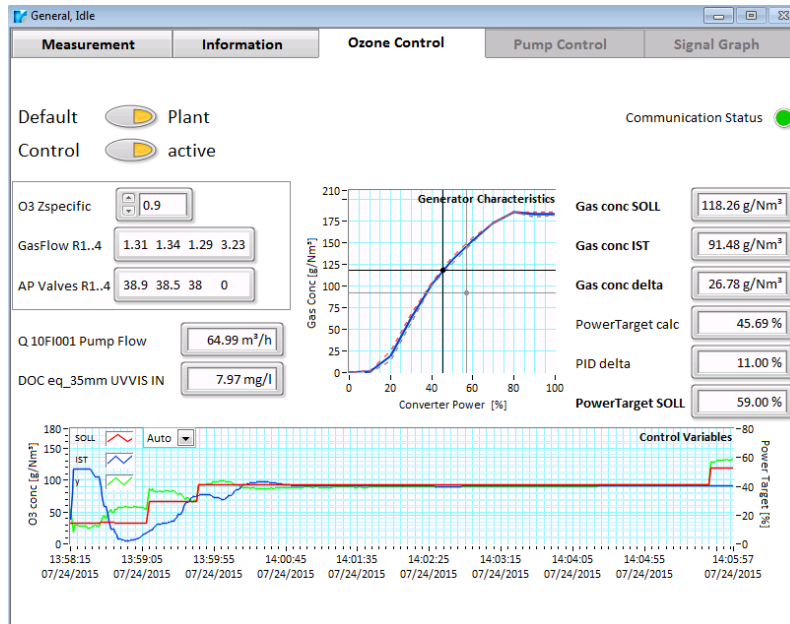 General, Idle
Measurement Information Ozone Control Pump Control Signal Graph
Default Plant
Communication Status
Control active
O3 Zspecific 0.9
GasFlow R1..4 1.31 1.34 1.29 3.23
AP Valves R1..4 38.9 38.5 38 0
Q 10FI001 Pump Flow 64.99 m³/h
DOC eq_35mm UVVIS IN 7.97 mg/l
Generator Characteristics
Gas Conc [g/Nm³]
210
175
150
125
100
75
50
25
0
0 20 40 60 80 100
Converter Power [%]
Gas conc SOLL 118.26 g/Nm³
Gas conc IST 91.48 g/Nm³
Gas conc delta 26.78 g/Nm³
PowerTarget calc 45.69 %
PID delta 11.00 %
PowerTarget SOLL 59.00 %
Control Variables
SOLL Auto
IST
y
O3 conc [g/Nm³]
180
150
100
50
0
Power Target [%]
80
60
40
20
0
13:58:15 13:59:05 13:59:55 14:00:45 14:01:35 14:02:25 14:03:15 14:04:05 14:04:55 14:05:57
07/24/2015 07/24/2015 07/24/2015 07/24/2015 07/24/2015 07/24/2015 07/24/2015 07/24/2015 07/24/2015 07/24/2015